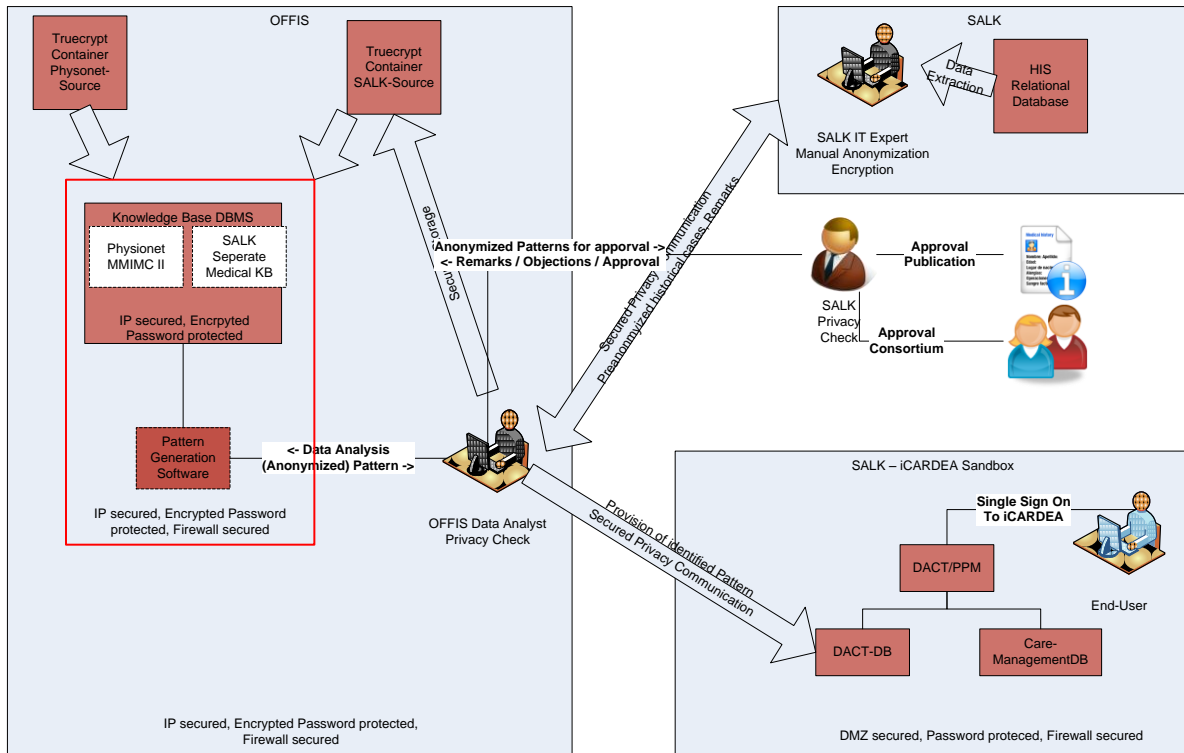 OFFIS
Truecrypt
Container
Physonet-
Source
Truecrypt
Container
SALK-Source
Knowledge Base DBMS
Physionet
MMIMC II
SALK
Seperate
Medical KB
IP secured, Encrpyted
Password protected
Pattern
Generation
Software
IP secured, Encrypted Password
protected, Firewall secured
<- Data Analysis
(Anonymized) Pattern ->
OFFIS Data Analyst
Privacy Check
IP secured, Encrypted Password protected,
Firewall secured
Anonymized Patterns for apporval ->
<- Remarks / Objections / Approval
Secured Privacy Communication
Preanonmyized historical cases, Remarks
SALK
SALK IT Expert
Manual Anonymization
Encryption
Data
Extraction
HIS
Relational
Database
SALK
Privacy
Check
Approval
Publication
Medical history
Approval
Consortium
Provision of identified Pattern
Secured Privacy Communication
SALK – iCARDEA Sandbox
Single Sign On
To iCARDEA
End-User
DACT/PPM
DACT-DB
Care-
ManagementDB
DMZ secured, Password proteced, Firewall secured